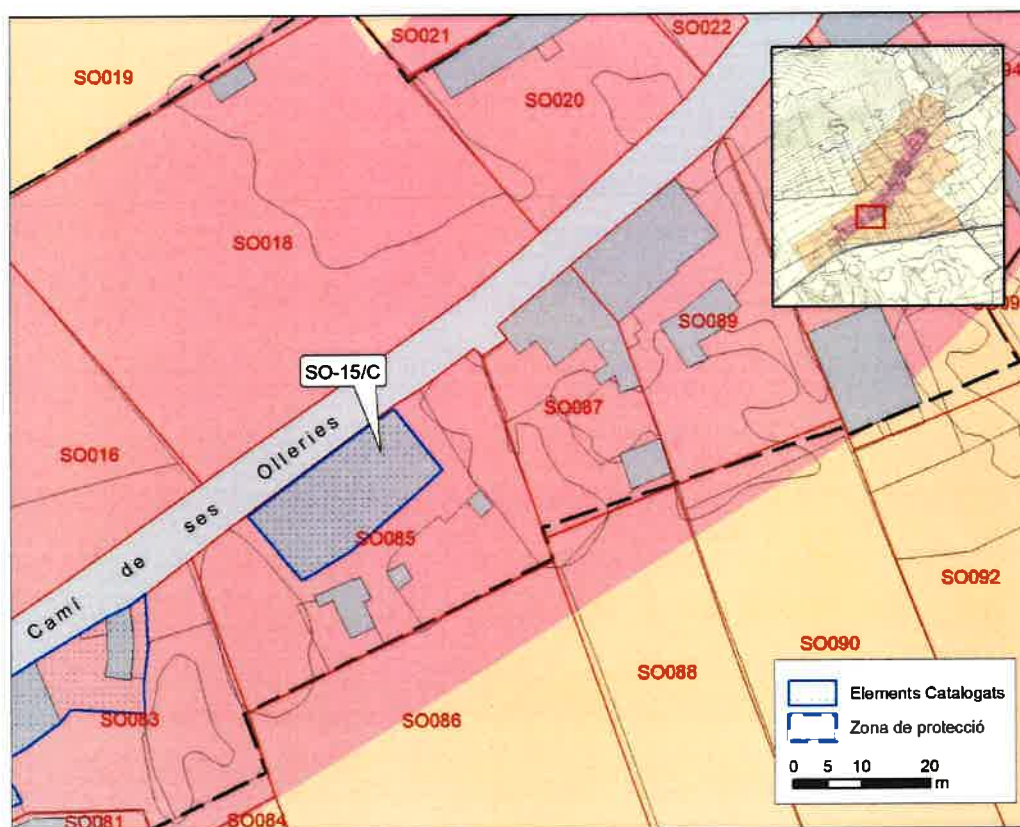 SO021
SO022
SO019
SO020
SO018
SO089
SO-15/C
SO087
SO016
Camí de ses Olleries
SO085
SO092
SO090
SO088
SO083
SO086
SO081
SO084
Elements Catalogats
Zona de protecció
0 5 10 20
m